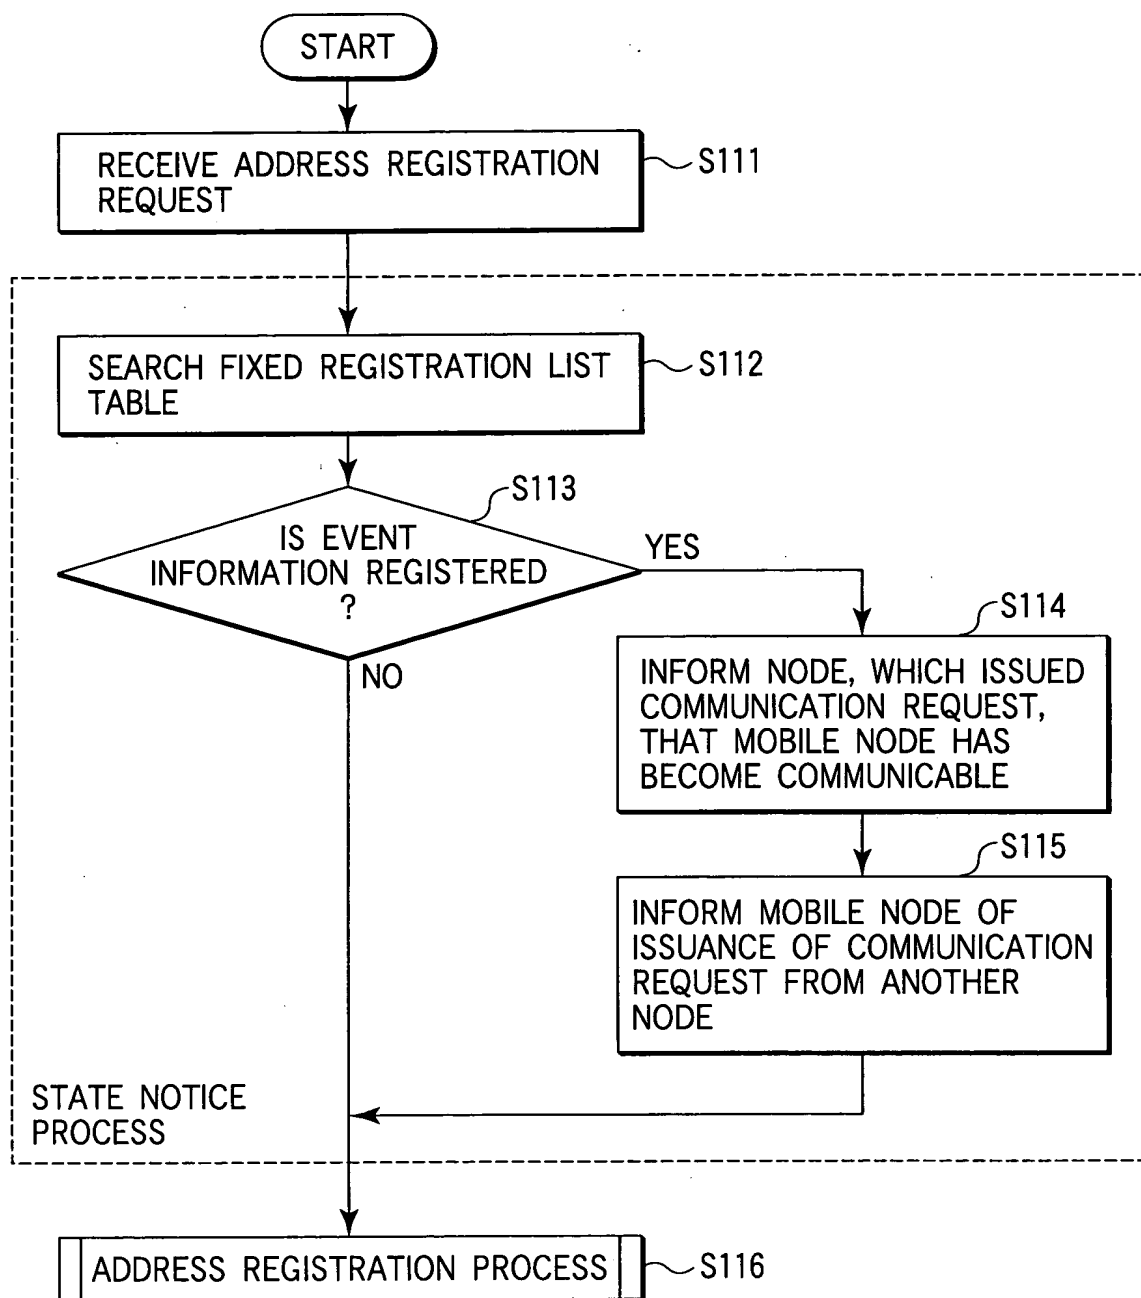 START
RECEIVE ADDRESS REGISTRATION
REQUEST
S111
SEARCH FIXED REGISTRATION LIST
TABLE
S112
S113
IS EVENT
INFORMATION REGISTERED
?
YES
NO
S114
INFORM NODE, WHICH ISSUED
COMMUNICATION REQUEST,
THAT MOBILE NODE HAS
BECOME COMMUNICABLE
S115
INFORM MOBILE NODE OF
ISSUANCE OF COMMUNICATION
REQUEST FROM ANOTHER
NODE
STATE NOTICE
PROCESS
ADDRESS REGISTRATION PROCESS
S116